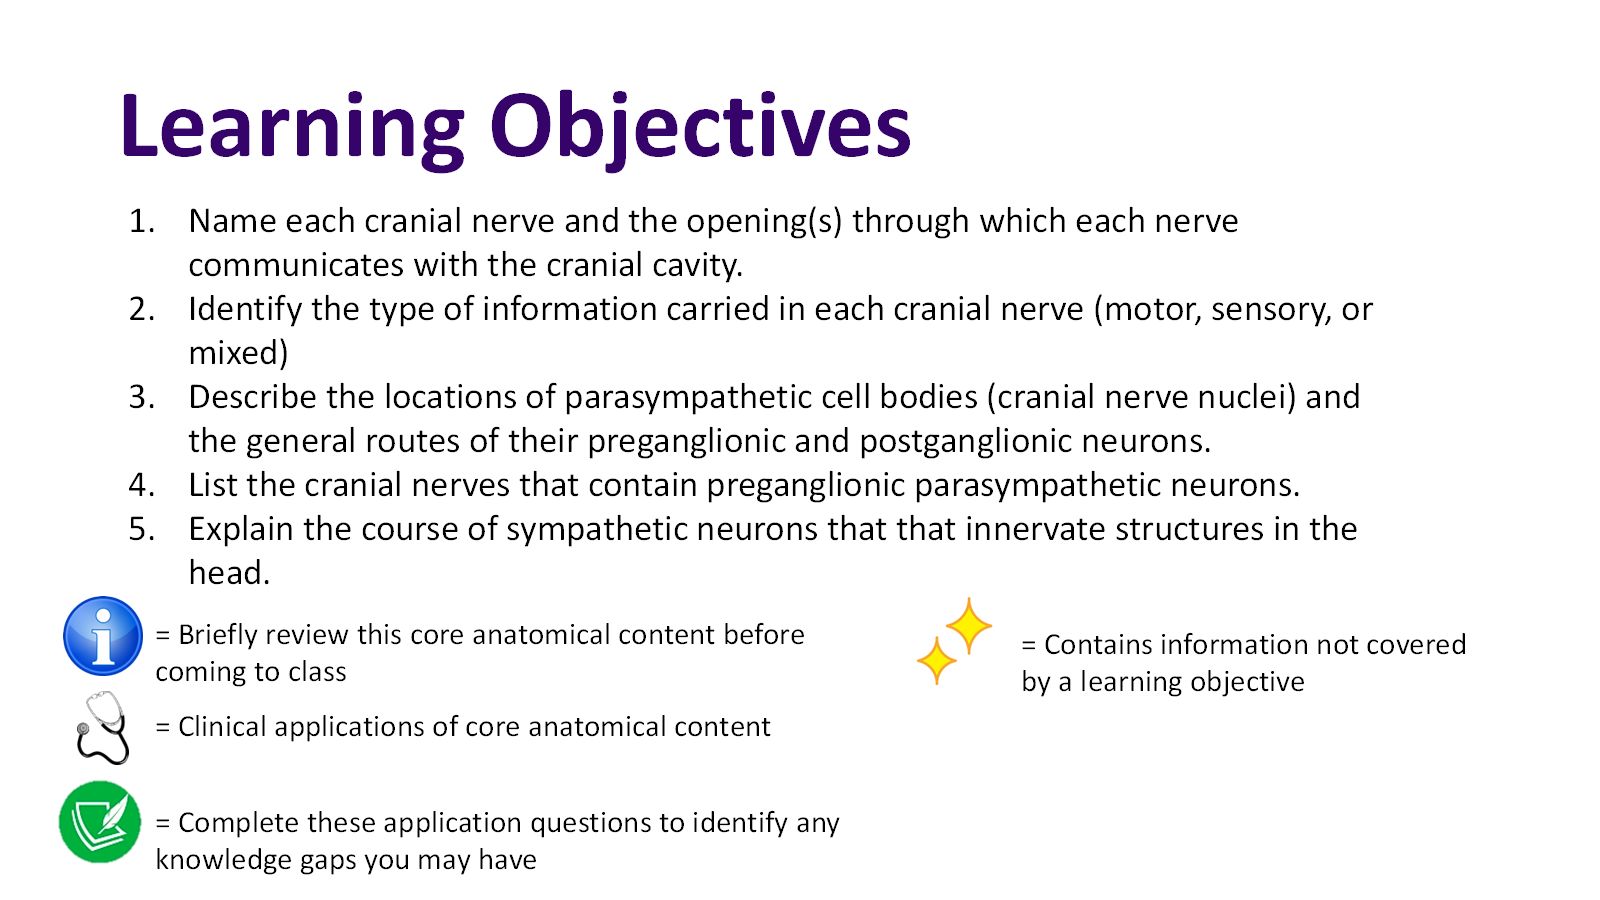 Learning Objectives
1. Name each cranial nerve and the opening(s) through which each nerve
communicates with the cranial cavity.
2. Identify the type of information carried in each cranial nerve (motor, sensory, or
mixed)
3. Describe the locations of parasympathetic cell bodies (cranial nerve nuclei) and
the general routes of their preganglionic and postganglionic neurons.
4. List the cranial nerves that contain preganglionic parasympathetic neurons.
5. Explain the course of sympathetic neurons that that innervate structures in the
head.
= Briefly review this core anatomical content before
coming to class
= Clinical applications of core anatomical content
= Complete these application questions to identify any
knowledge gaps you may have
= Contains information not covered
by a learning objective